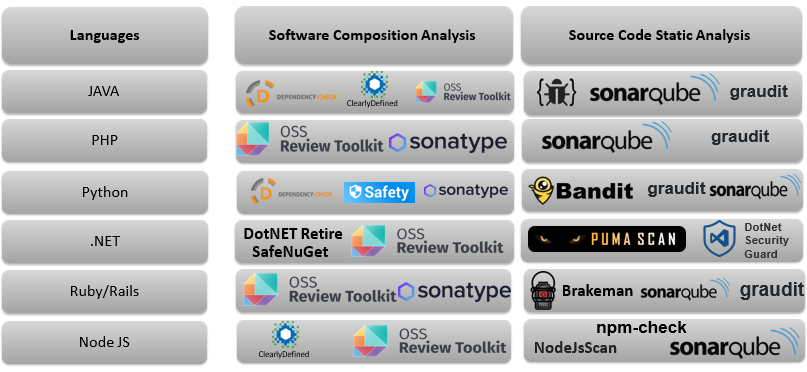 Languages
Software Composition Analysis
Source Code Static Analysis
JAVA
DEPENDENCY-CHECK
ClearlyDefined
OSS
Review Toolkit
sonarqube
graudit
PHP
OSS
Review Toolkit
sonatype
sonarqube
graudit
Python
DEPENDENCY-CHECK
Safety
sonatype
Bandit
graudit
sonarqube
.NET
DotNET Retire
SafeNuGet
OSS
Review Toolkit
PUMA SCAN
DotNet
Security
Guard
Ruby/Rails
OSS
Review Toolkit
sonatype
Brakeman
sonarqube
graudit
Node JS
ClearlyDefined
OSS
Review Toolkit
npm-check
NodeJsScan
sonarqube